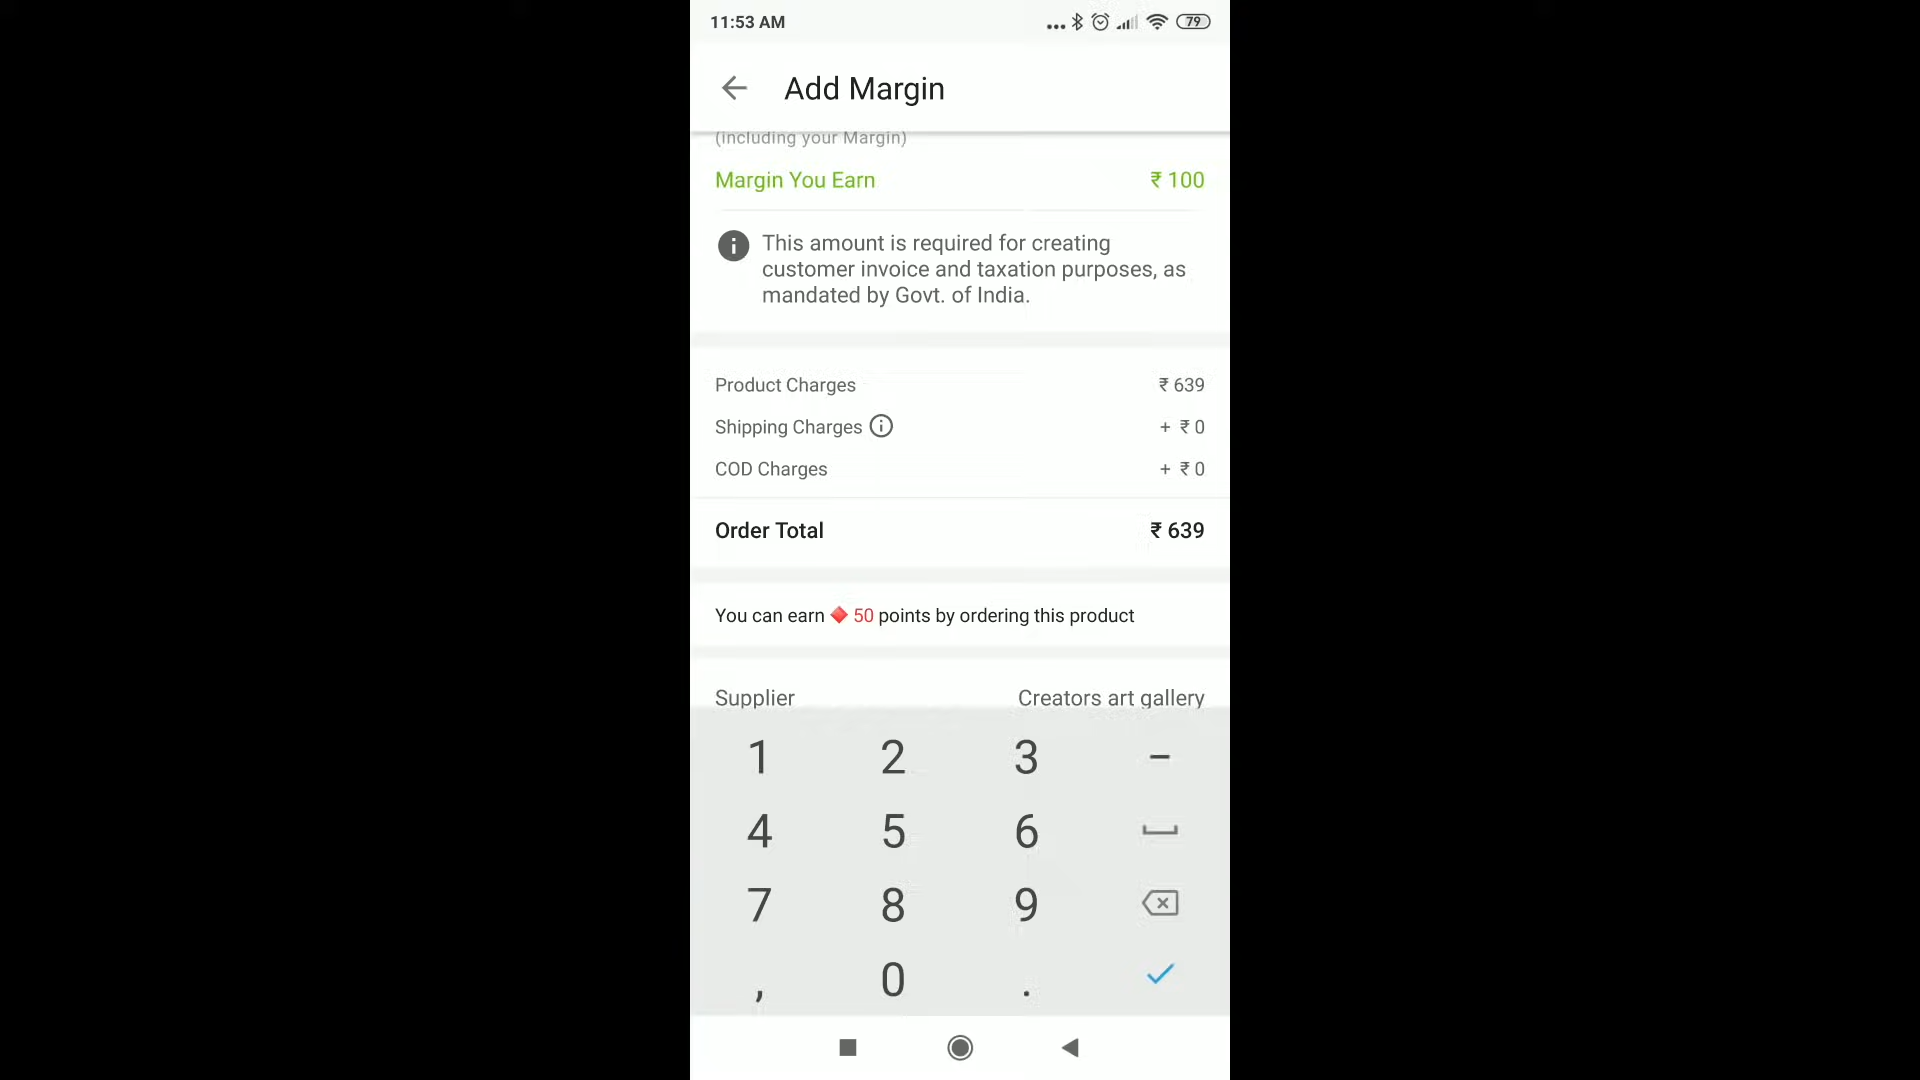 11:53 AM
79
Add Margin
(including your Margin)
Margin You Earn ₹ 100
This amount is required for creating
customer invoice and taxation purposes, as
mandated by Govt. of India.
Product Charges ₹ 639
Shipping Charges + ₹ 0
COD Charges + ₹ 0
Order Total ₹ 639
You can earn 50 points by ordering this product
Supplier Creators art gallery
1 2 3 -
4 5 6
7 8 9
, 0 .